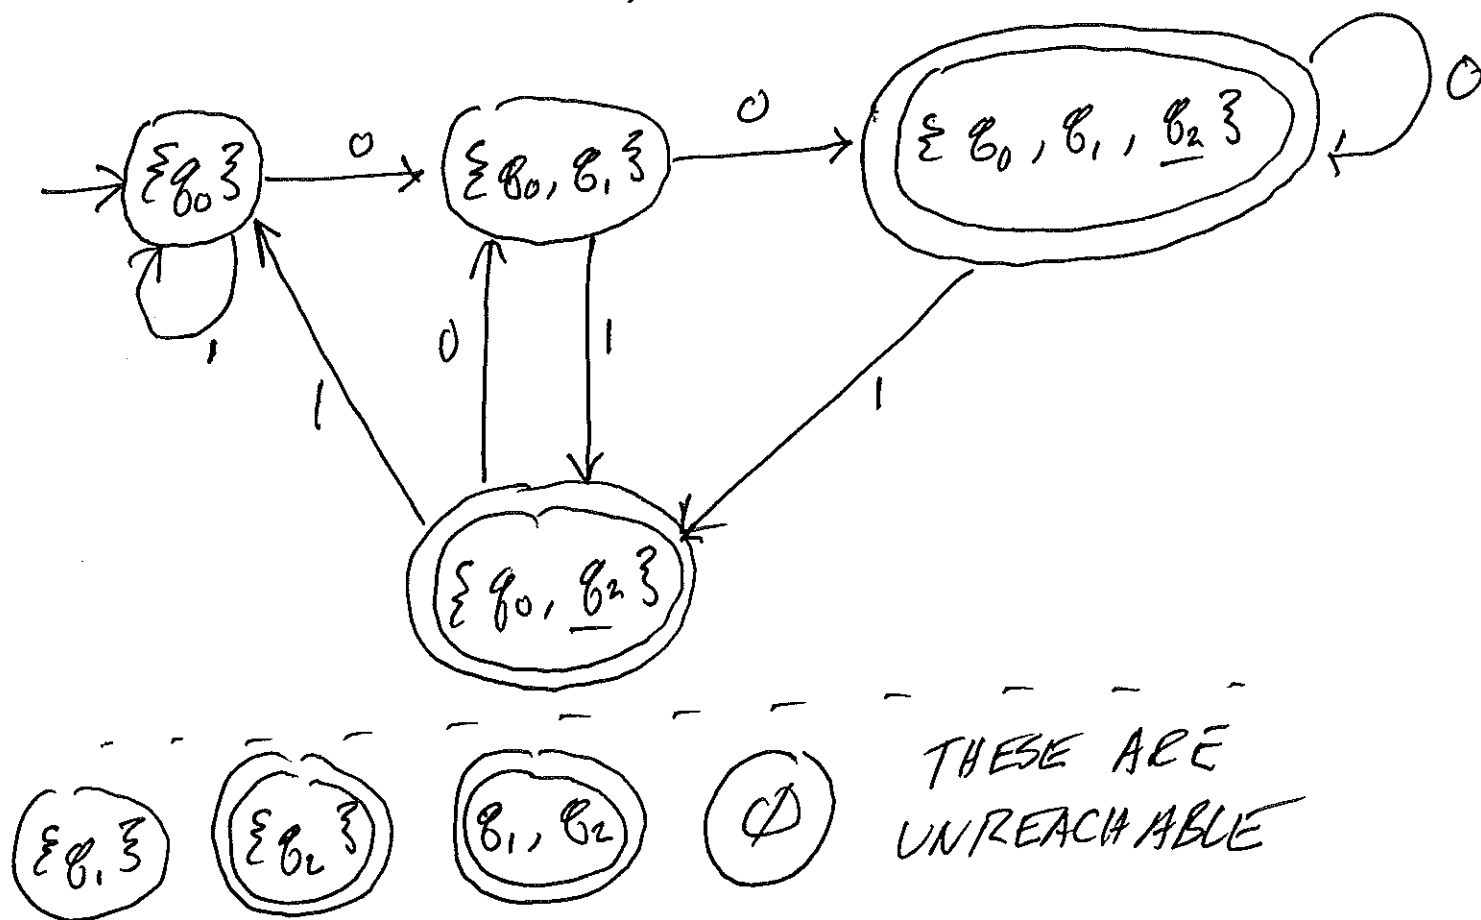 0
0
0
{q₀}
{q₀, q₁}
{q₀, q₁, q₂}
1
1
0
1
1
{q₀, q₂}
THESE ARE
UNREACHABLE
{q₁}
{q₂}
q₁, q₂
∅